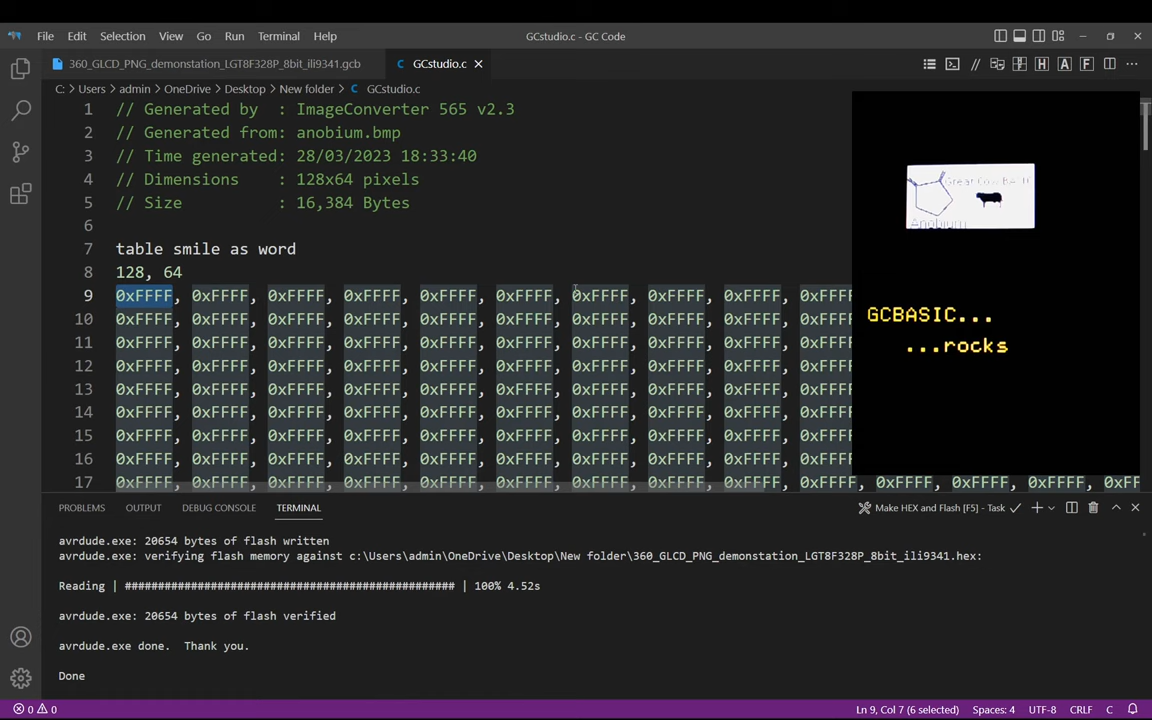 File Edit Selection View Go Run Terminal Help
GCstudio.c - GC Code
360_GLCD_PNG_demonstation_LGT8F328P_8bit_ili9341.gcb
GCstudio.c
C: > Users > admin > OneDrive > Desktop > New folder > GCstudio.c
1 // Generated by : ImageConverter 565 v2.3
2 // Generated from: anobium.bmp
3 // Time generated: 28/03/2023 18:33:40
4 // Dimensions : 128x64 pixels
5 // Size : 16,384 Bytes
6
7 table smile as word
8 128, 64
9 0xFFFF, 0xFFFF, 0xFFFF, 0xFFFF, 0xFFFF, 0xFFFF, 0xFFFF, 0xFFFF, 0xFFFF, 0xFFFF
10 0xFFFF, 0xFFFF, 0xFFFF, 0xFFFF, 0xFFFF, 0xFFFF, 0xFFFF, 0xFFFF, 0xFFFF, 0xFFFF
11 0xFFFF, 0xFFFF, 0xFFFF, 0xFFFF, 0xFFFF, 0xFFFF, 0xFFFF, 0xFFFF, 0xFFFF, 0xFFFF
12 0xFFFF, 0xFFFF, 0xFFFF, 0xFFFF, 0xFFFF, 0xFFFF, 0xFFFF, 0xFFFF, 0xFFFF, 0xFFFF
13 0xFFFF, 0xFFFF, 0xFFFF, 0xFFFF, 0xFFFF, 0xFFFF, 0xFFFF, 0xFFFF, 0xFFFF, 0xFFFF
14 0xFFFF, 0xFFFF, 0xFFFF, 0xFFFF, 0xFFFF, 0xFFFF, 0xFFFF, 0xFFFF, 0xFFFF, 0xFFFF
15 0xFFFF, 0xFFFF, 0xFFFF, 0xFFFF, 0xFFFF, 0xFFFF, 0xFFFF, 0xFFFF, 0xFFFF, 0xFFFF
16 0xFFFF, 0xFFFF, 0xFFFF, 0xFFFF, 0xFFFF, 0xFFFF, 0xFFFF, 0xFFFF, 0xFFFF, 0xFFFF
17 0xFFFF, 0xFFFF, 0xFFFF, 0xFFFF, 0xFFFF, 0xFFFF, 0xFFFF, 0xFFFF, 0xFFFF, 0xFFFF, 0xFFFF, 0xFFFF, 0xFFFF, 0xFF
Anobium
GCBASIC...
...rocks
PROBLEMS OUTPUT DEBUG CONSOLE TERMINAL
Make HEX and Flash [F5] - Task
avrdude.exe: 20654 bytes of flash written
avrdude.exe: verifying flash memory against c:\Users\admin\OneDrive\Desktop\New folder\360_GLCD_PNG_demonstation_LGT8F328P_8bit_ili9341.hex:
Reading | ################################################## | 100% 4.52s
avrdude.exe: 20654 bytes of flash verified
avrdude.exe done. Thank you.
Done
0 0 Ln 9, Col 7 (6 selected) Spaces: 4 UTF-8 CRLF C